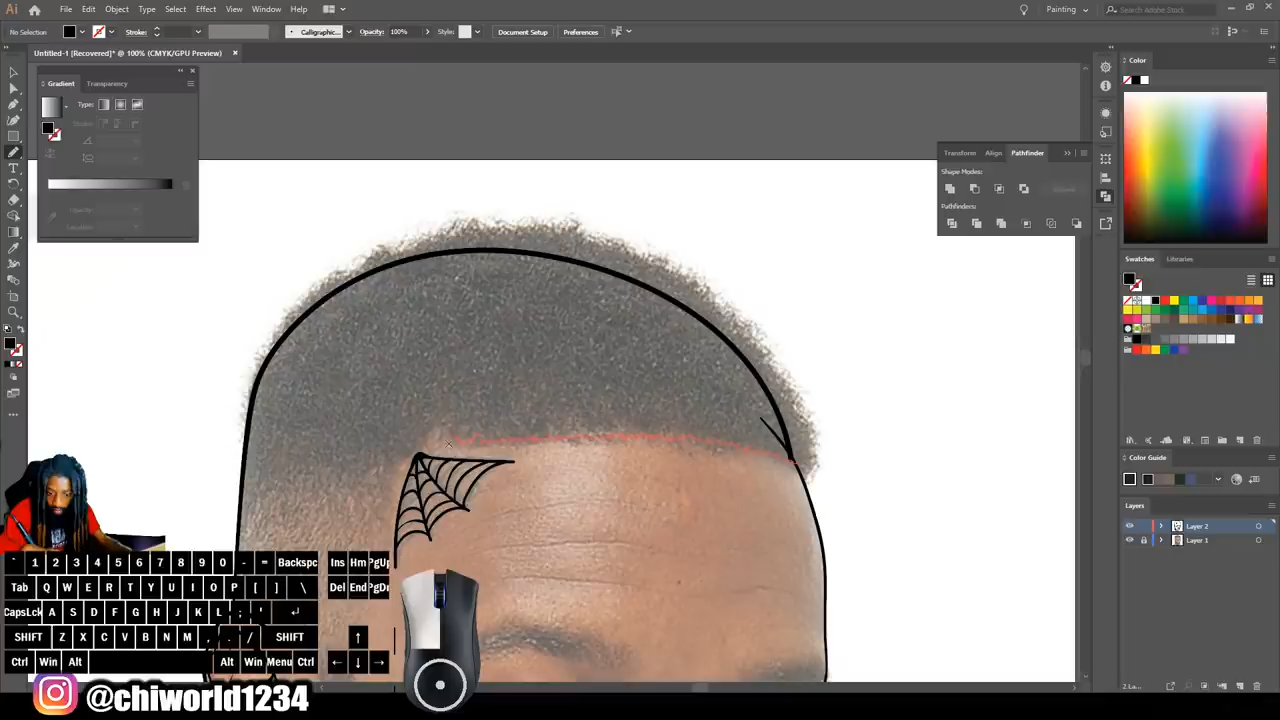 Ai File Edit Object Type Select Effect View Window Help Painting Search Adobe Stock
No Selection Stroke: Calligraphic... Opacity: 100% Style: Document Setup Preferences
Untitled-1 [Recovered]* @ 100% (CMYK/GPU Preview)
Gradient Transparency
Type:
Transform Align Pathfinder
Shape Modes:
Pathfinders:
Color
Swatches Libraries
Color Guide
Layers
Layer 2
Layer 1
2 La...
` 1 2 3 4 5 6 7 8 9 0 - = Backspc Ins Hm PgUp
Tab Q W E R T Y U I O P [ ] \ Del End PgDn
CapsLck A S D F G H J K L ; '
SHIFT Z X C V B N M , . / SHIFT
Ctrl Win Alt Alt Win Menu Ctrl
@chiworld1234